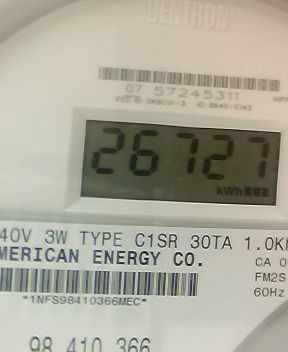 CENTRON
07 57245311
26727
kWh
40V 3W TYPE C1SR 30TA 1.0K
MERICAN ENERGY CO.
CA 0
FM2S
*1NFS98410366MEC*
60Hz
98 410 366